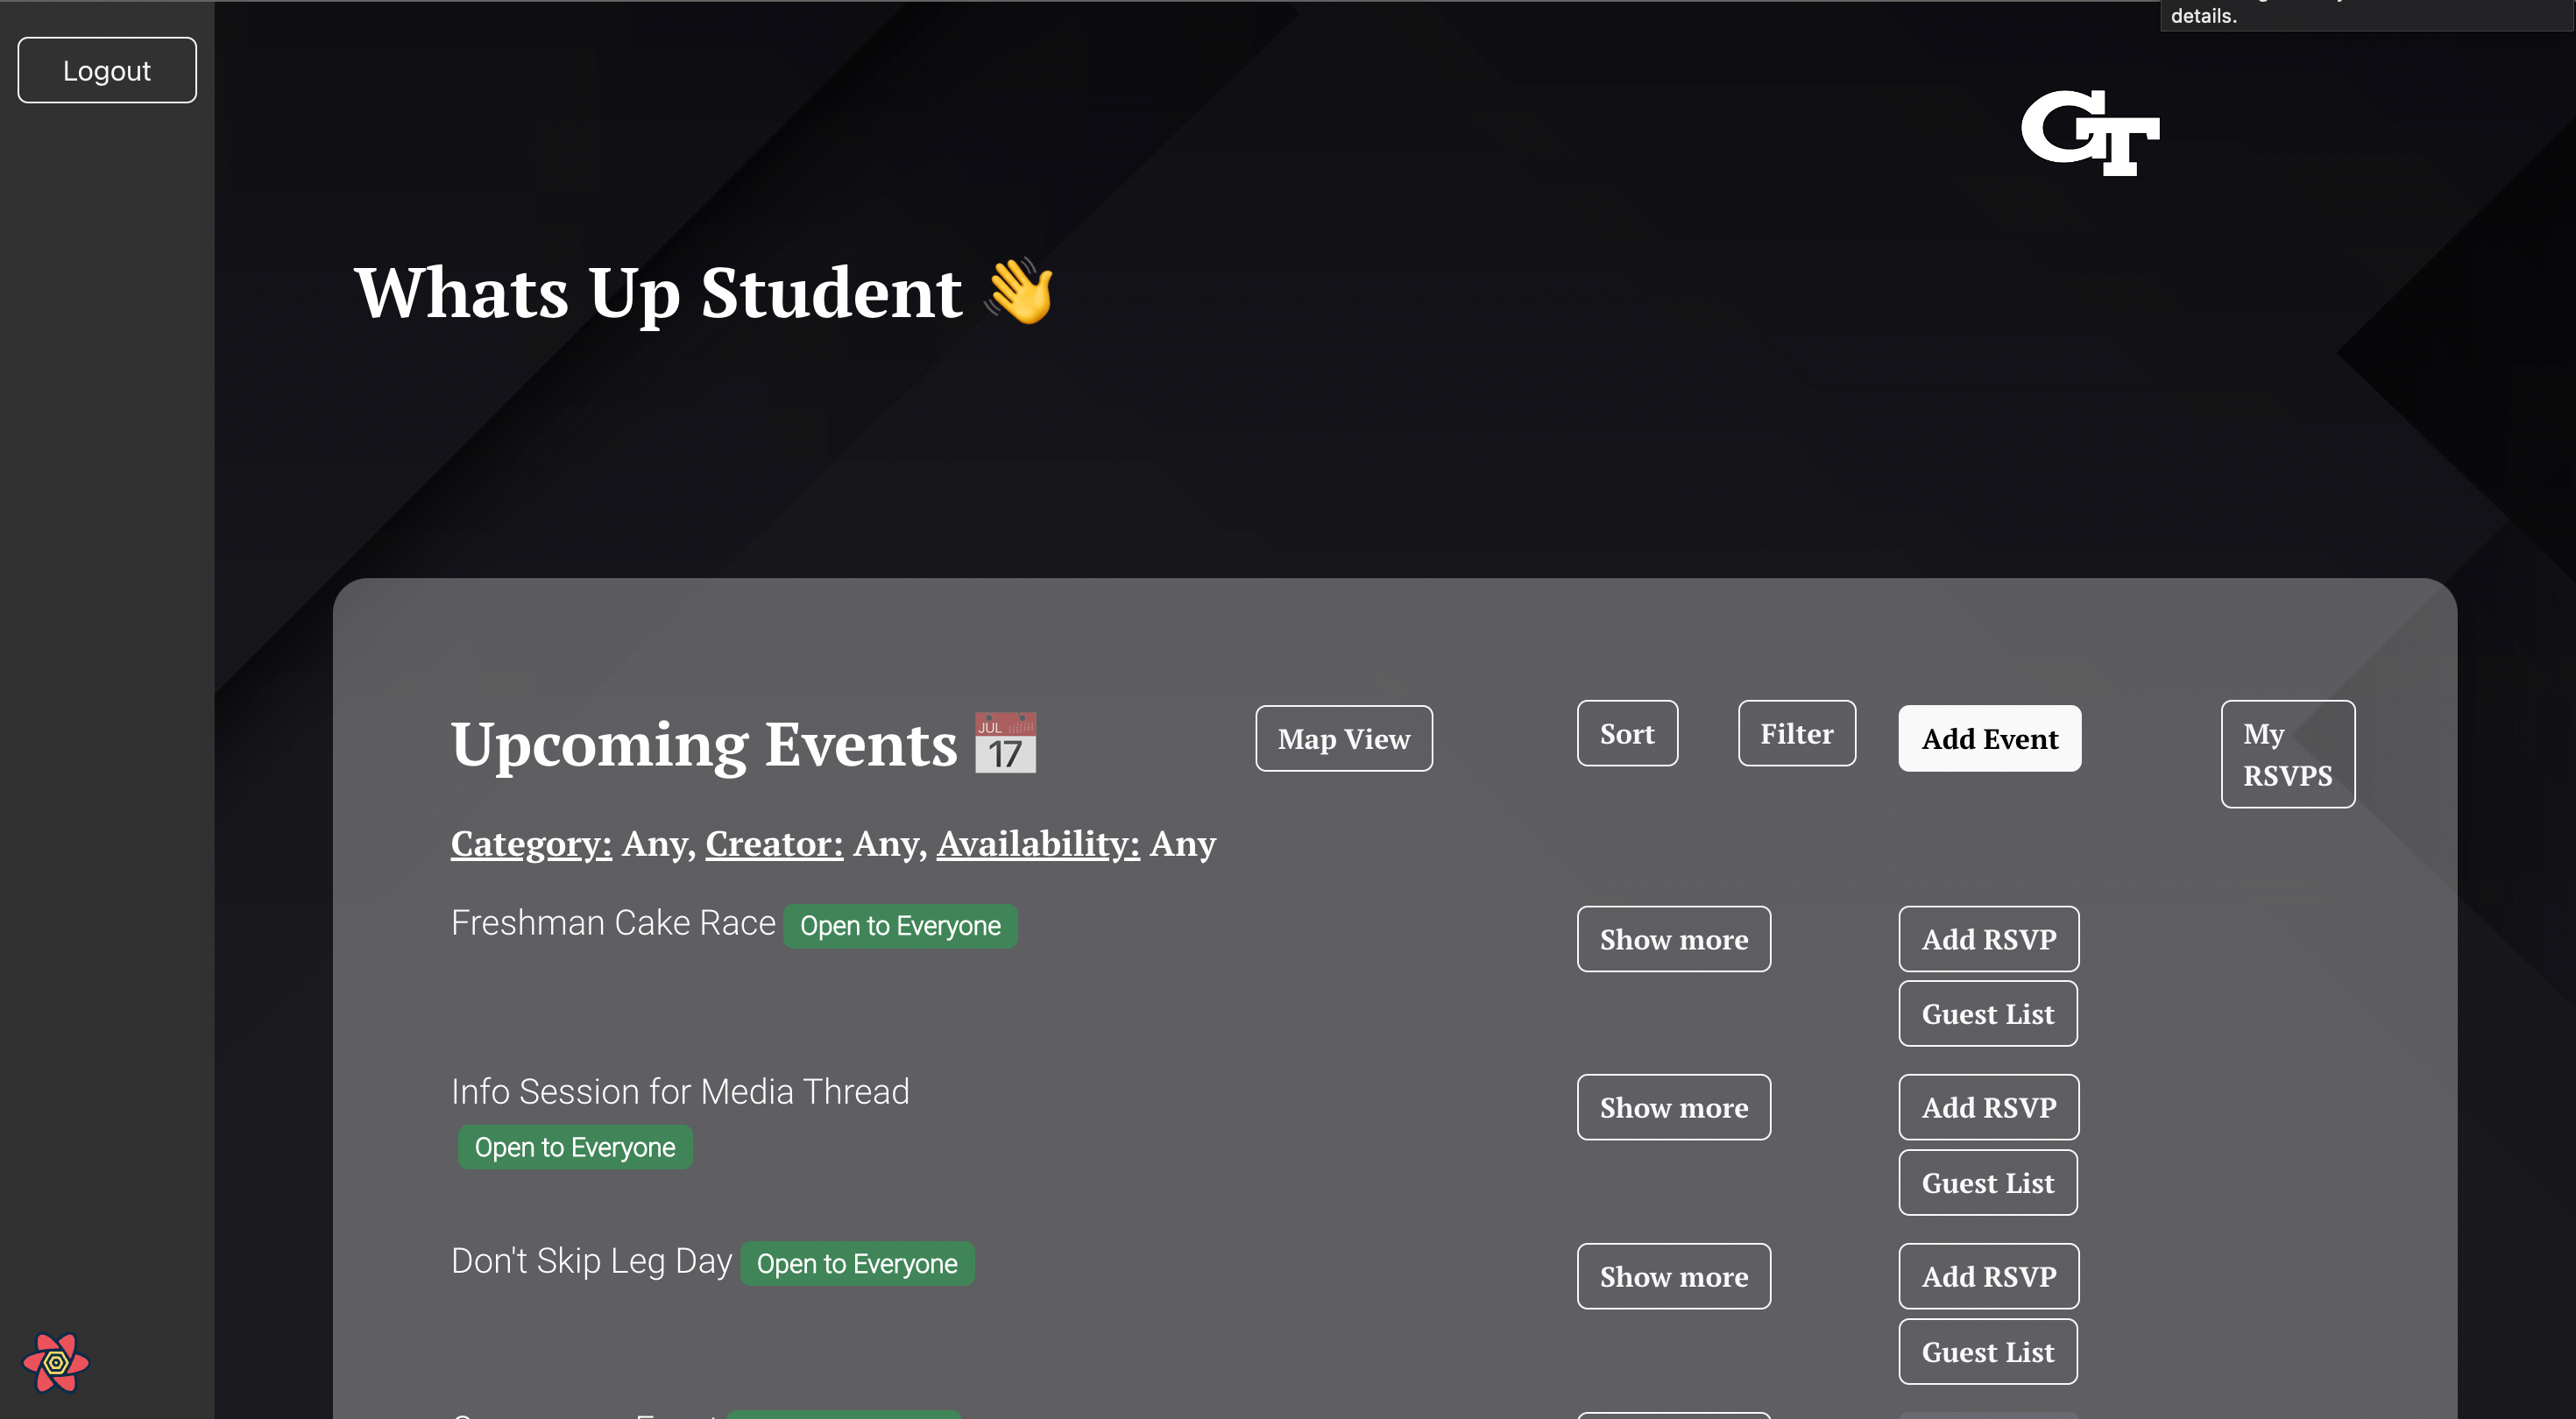 details.
Logout
GT
Whats Up Student
Upcoming Events
JUL
17
Map View
Sort
Filter
Add Event
My
RSVPS
Category: Any, Creator: Any, Availability: Any
Freshman Cake Race
Open to Everyone
Show more
Add RSVP
Guest List
Info Session for Media Thread
Open to Everyone
Show more
Add RSVP
Guest List
Don't Skip Leg Day
Open to Everyone
Show more
Add RSVP
Guest List